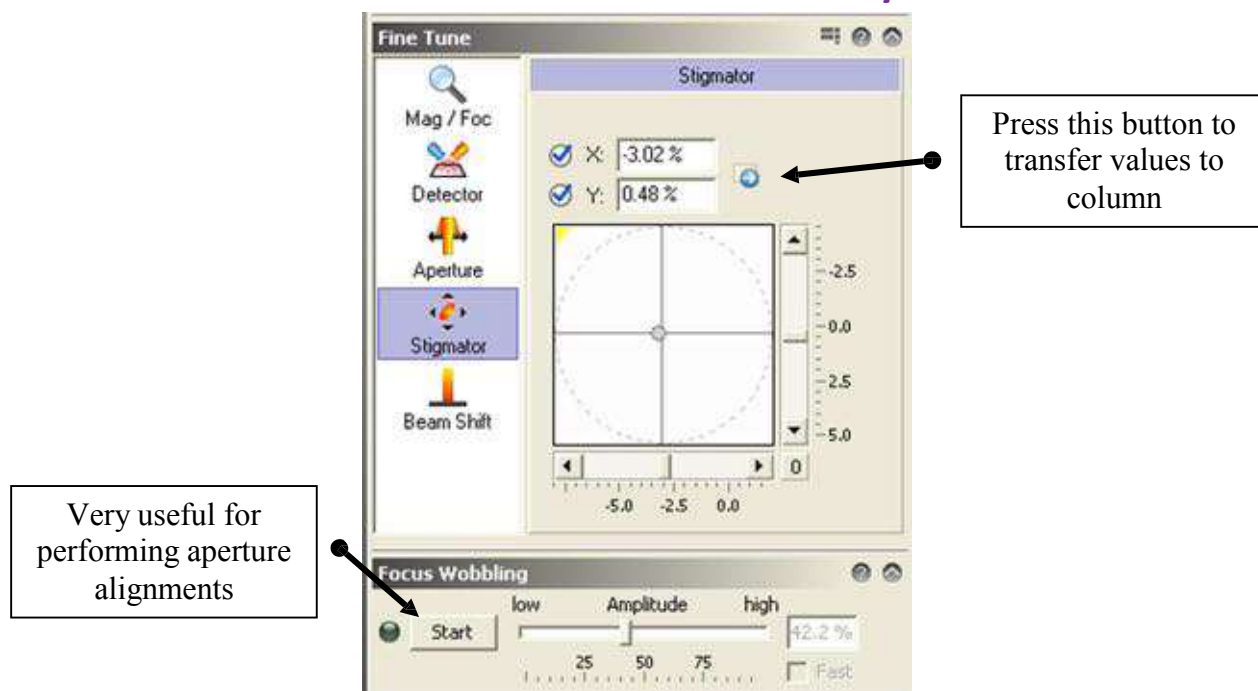 Fine Tune
Stigmator
Mag / Foc
X: -3.02 %
Press this button to
transfer values to
column
Detector
Y: 0.48 %
Aperture
-2.5
0.0
Stigmator
2.5
Beam Shift
5.0
0
-5.0 -2.5 0.0
Very useful for
performing aperture
alignments
Focus Wobbling
low Amplitude high
Start
42.2 %
25 50 75
Fast